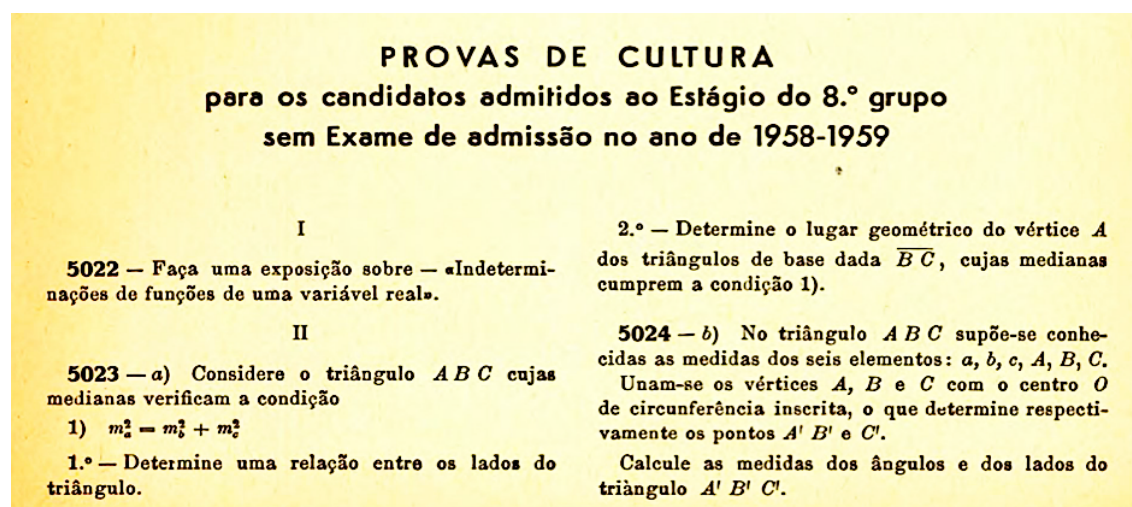 PROVAS DE CULTURA
para os candidatos admitidos ao Estágio do 8.º grupo
sem Exame de admissão no ano de 1958-1959
I
5022 — Faça uma exposição sobre — «Indetermi-
nações de funções de uma variável real».
II
5023 — a) Considere o triângulo A B C cujas
medianas verificam a condição
1) m²ₐ = m²_b + m²_c
1.º — Determine uma relação entre os lados do
triângulo.
2.º — Determine o lugar geométrico do vértice A
dos triângulos de base dada B̅ C̅, cujas medianas
cumprem a condição 1).
5024 — b) No triângulo A B C supõe-se conhe-
cidas as medidas dos seis elementos: a, b, c, A, B, C.
Unam-se os vértices A, B e C com o centro O
de circunferência inscrita, o que determine respecti-
vamente os pontos A' B' e C'.
Calcule as medidas dos ângulos e dos lados do
triàngulo A' B' C'.